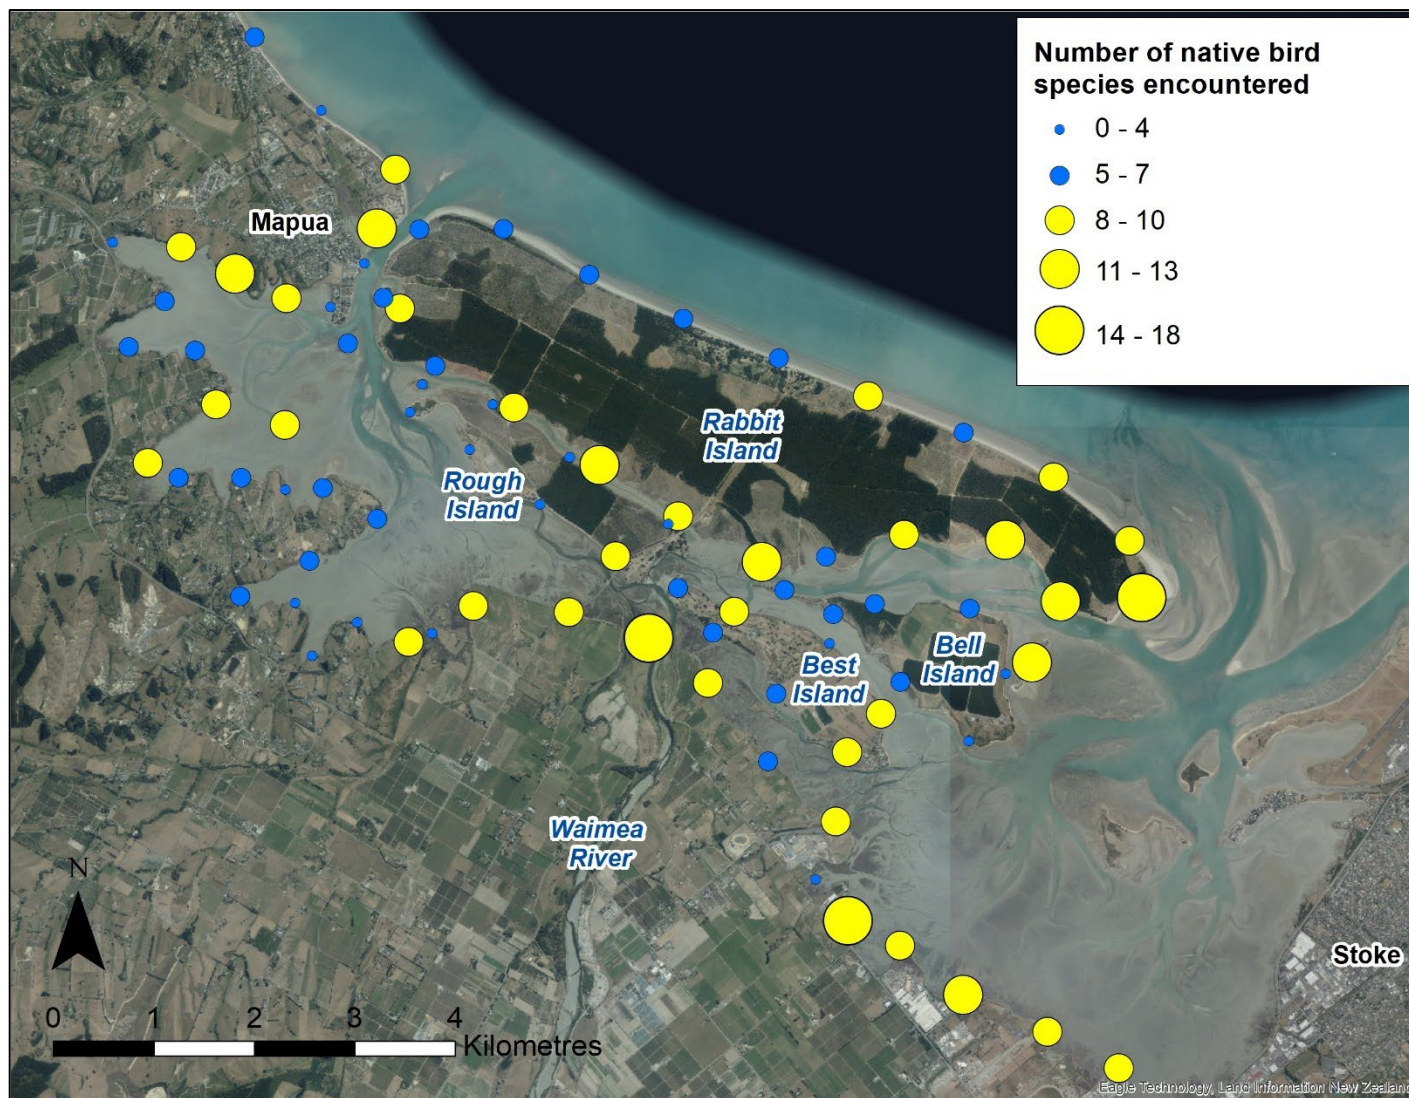 Number of native bird
species encountered
0 - 4
5 - 7
8 - 10
11 - 13
14 - 18
Mapua
Rabbit
Island
Rough
Island
Bell
Island
Best
Island
Waimea
River
N
Stoke
0 1 2 3 4
Kilometres
Eagle Technology, Land Information New Zealand